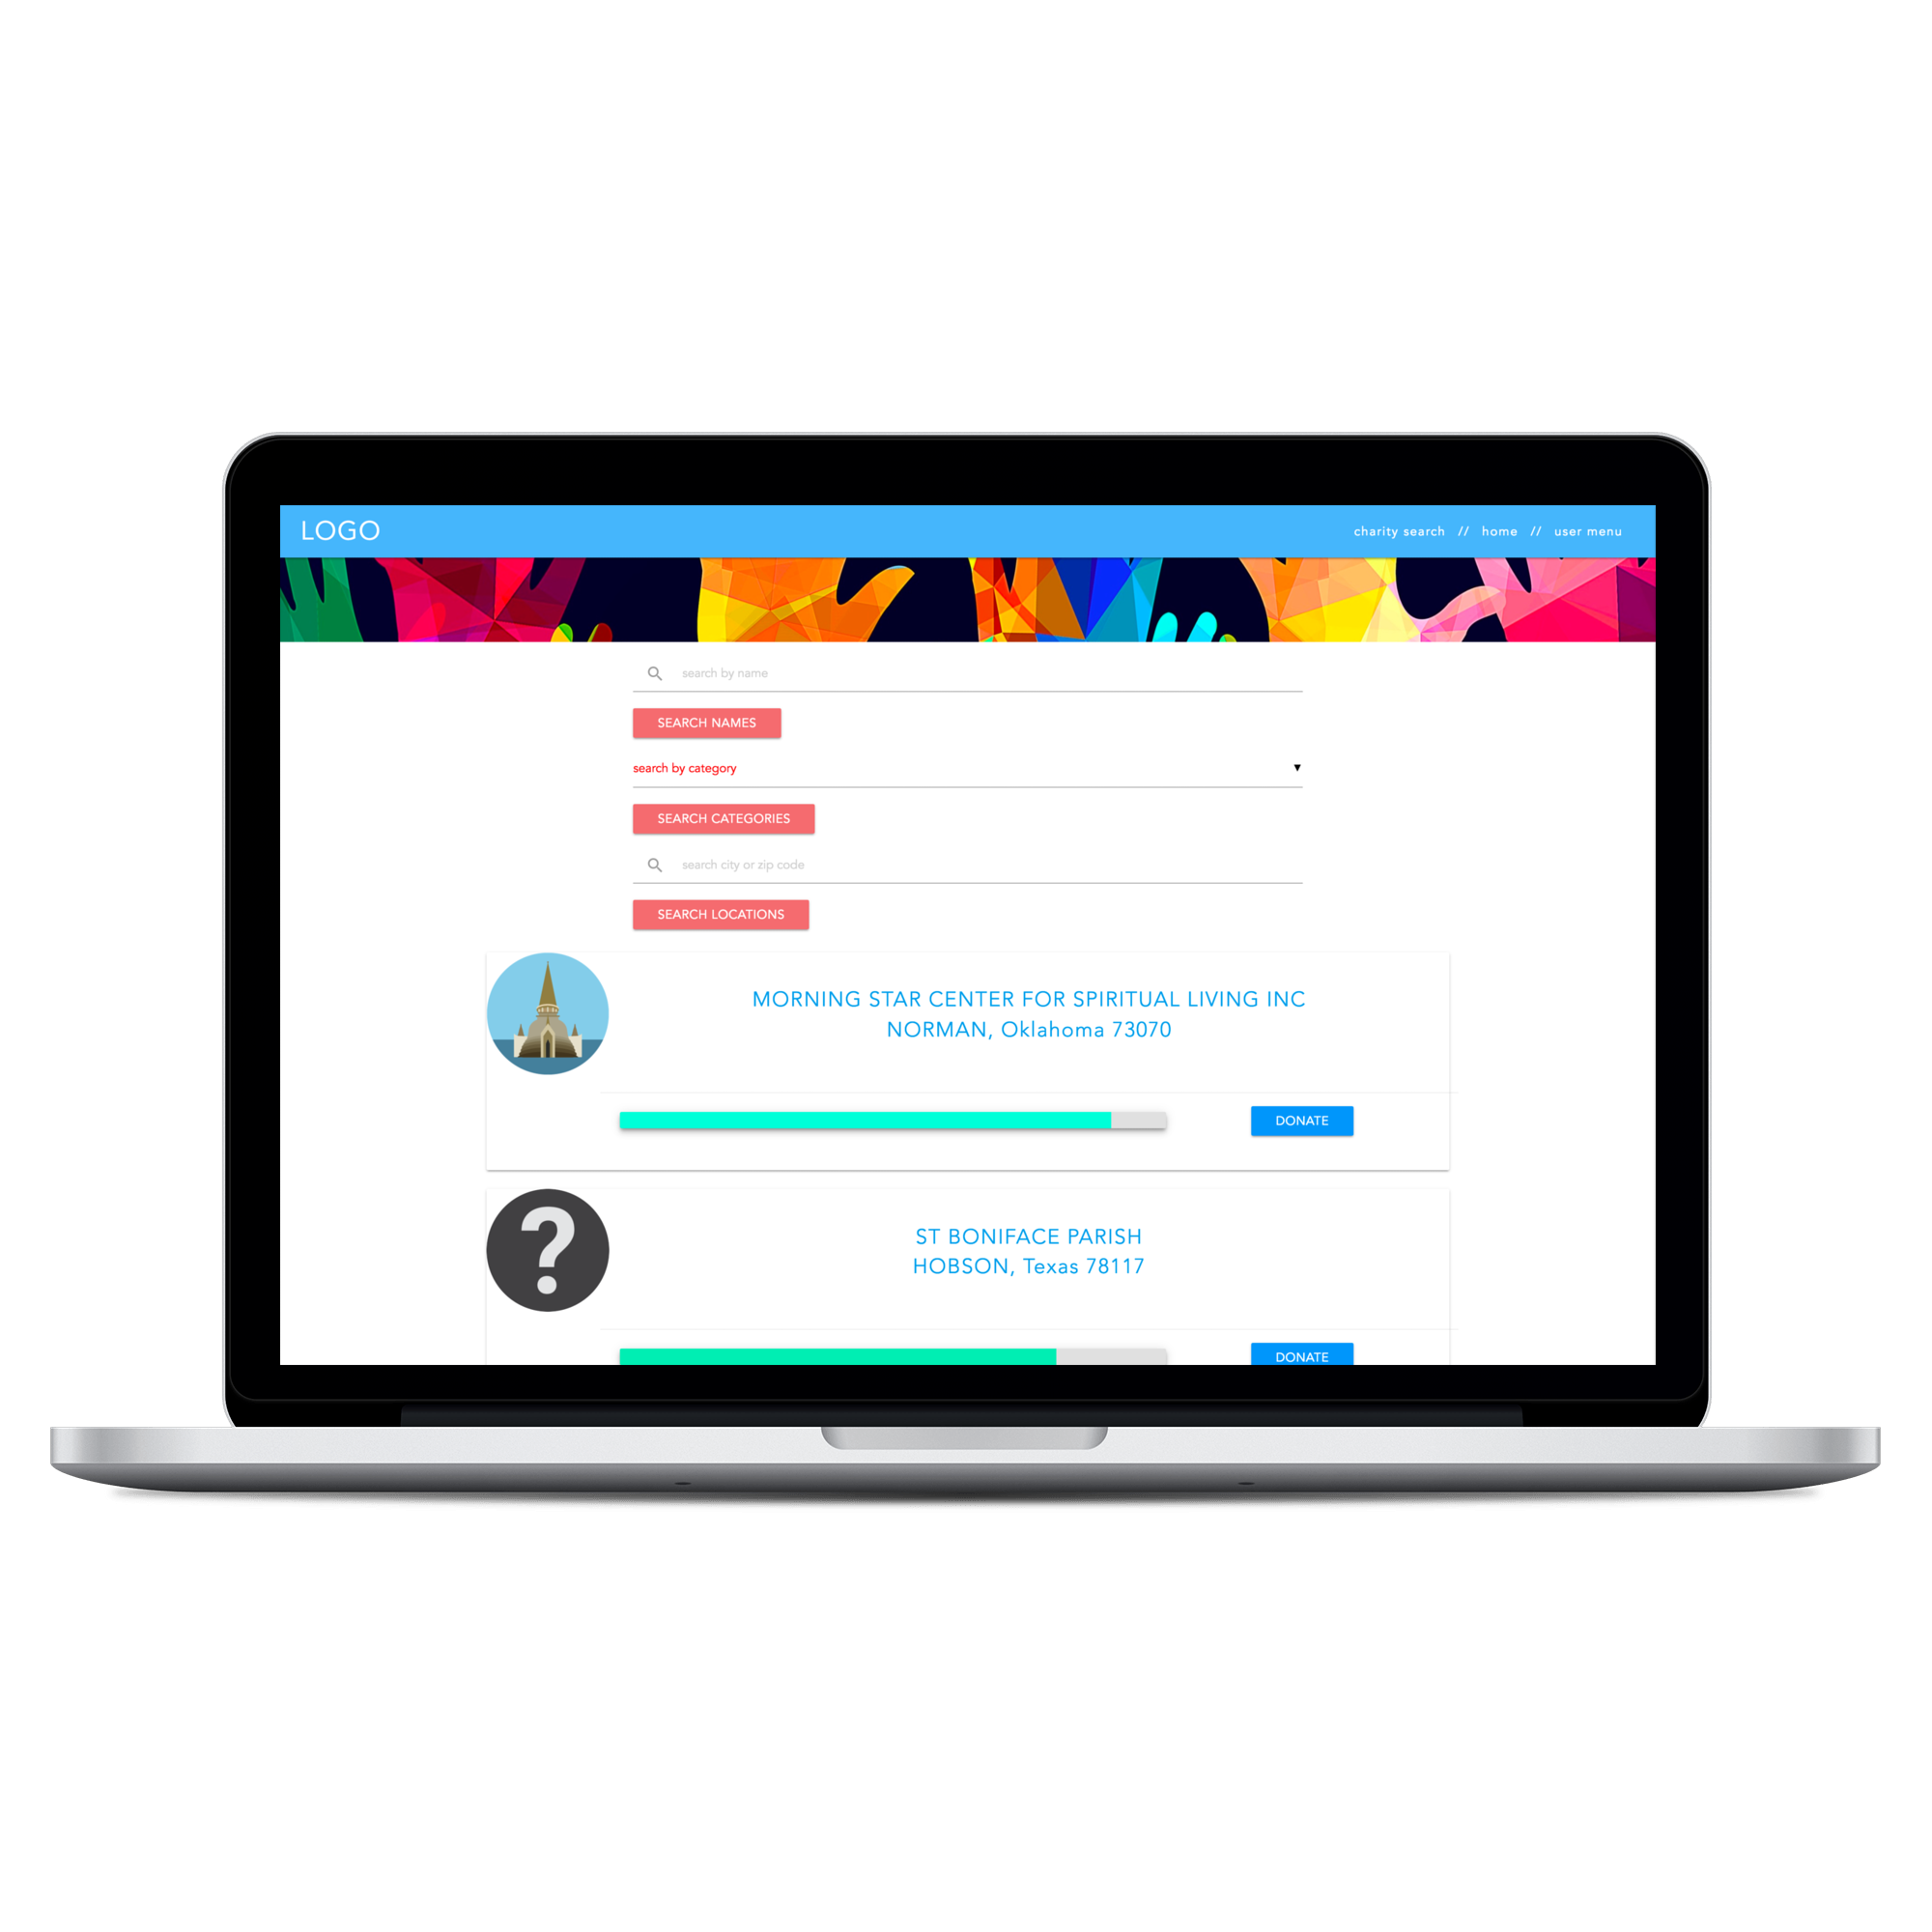 LOGO
charity search // home // user menu
search by name
SEARCH NAMES
search by category
SEARCH CATEGORIES
search city or zip code
SEARCH LOCATIONS
MORNING STAR CENTER FOR SPIRITUAL LIVING INC
NORMAN, Oklahoma 73070
DONATE
?
ST BONIFACE PARISH
HOBSON, Texas 78117
DONATE